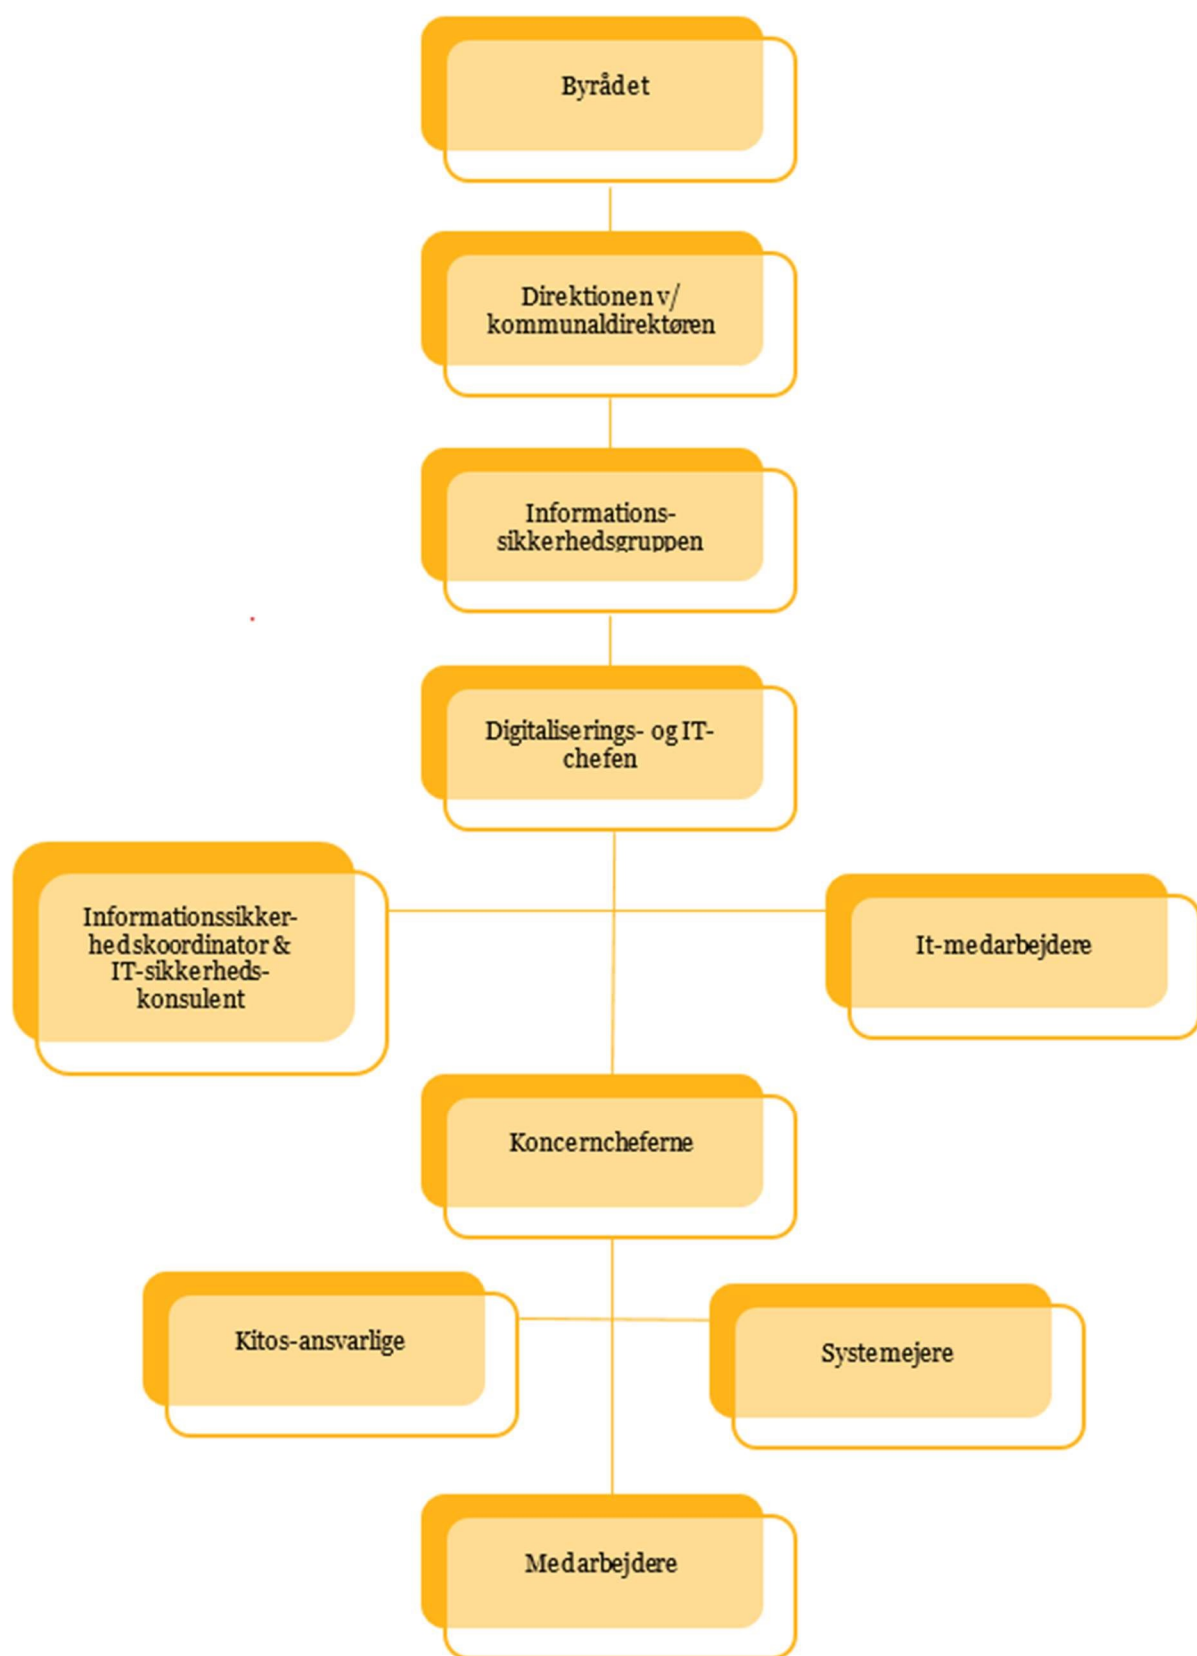 Byrådet
Direktionen v/
kommunaldirektøren
Informations-
sikkerhedsgruppen
Digitaliserings- og IT-
chefen
Informationssikker-
hedskoordinator &
IT-sikkerheds-
konsulent
It-medarbejdere
Koncerncheferne
Kitos-ansvarlige
Systemejere
Medarbejdere